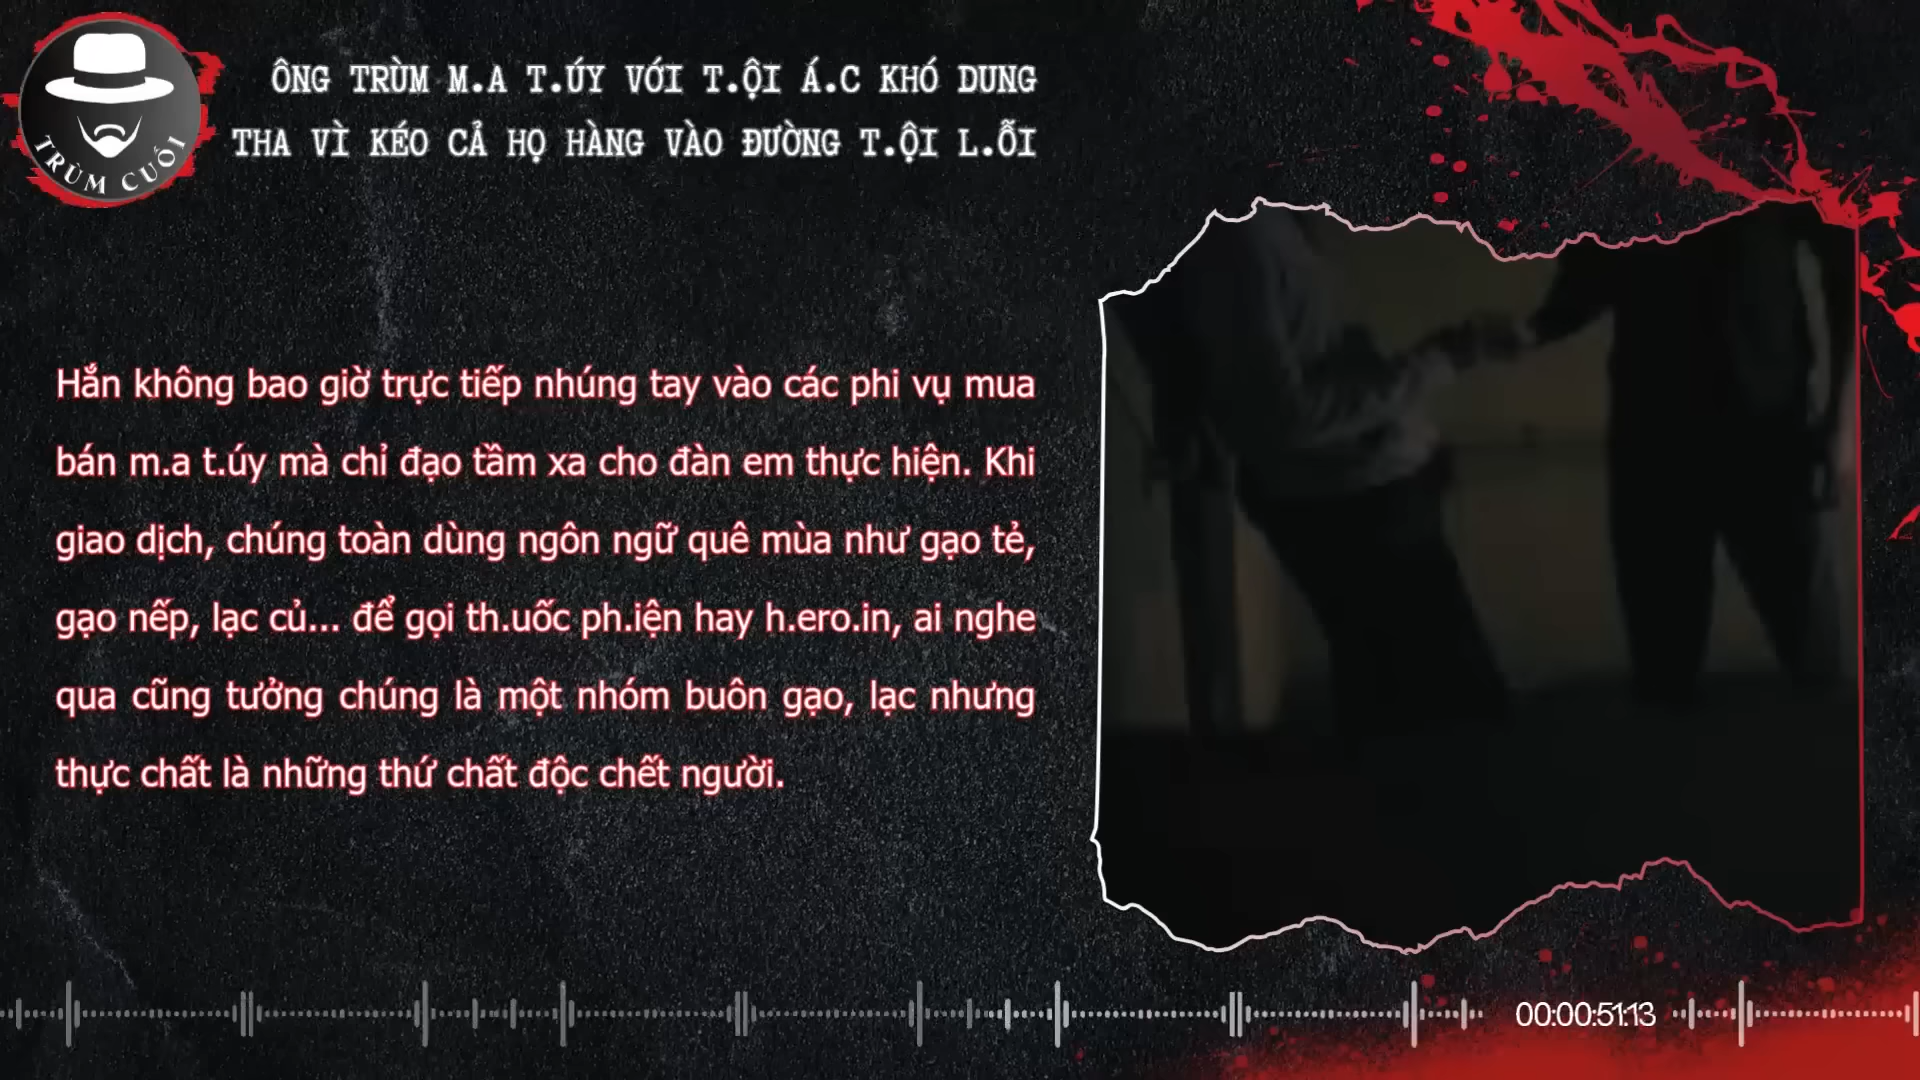 TRÙM CUỐI
ÔNG TRÙM M.A T.ÚY VỚI T.ỘI Á.C KHÓ DUNG
THA VÌ KÉO CẢ HỌ HÀNG VÀO ĐƯỜNG T.ỘI L.ỖI
Hắn không bao giờ trực tiếp nhúng tay vào các phi vụ mua
bán m.a t.úy mà chỉ đạo tầm xa cho đàn em thực hiện. Khi
giao dịch, chúng toàn dùng ngôn ngữ quê mùa như gạo tẻ,
gạo nếp, lạc củ... để gọi th.uốc ph.iện hay h.ero.in, ai nghe
qua cũng tưởng chúng là một nhóm buôn gạo, lạc nhưng
thực chất là những thứ chất độc chết người.
00:00:51:13